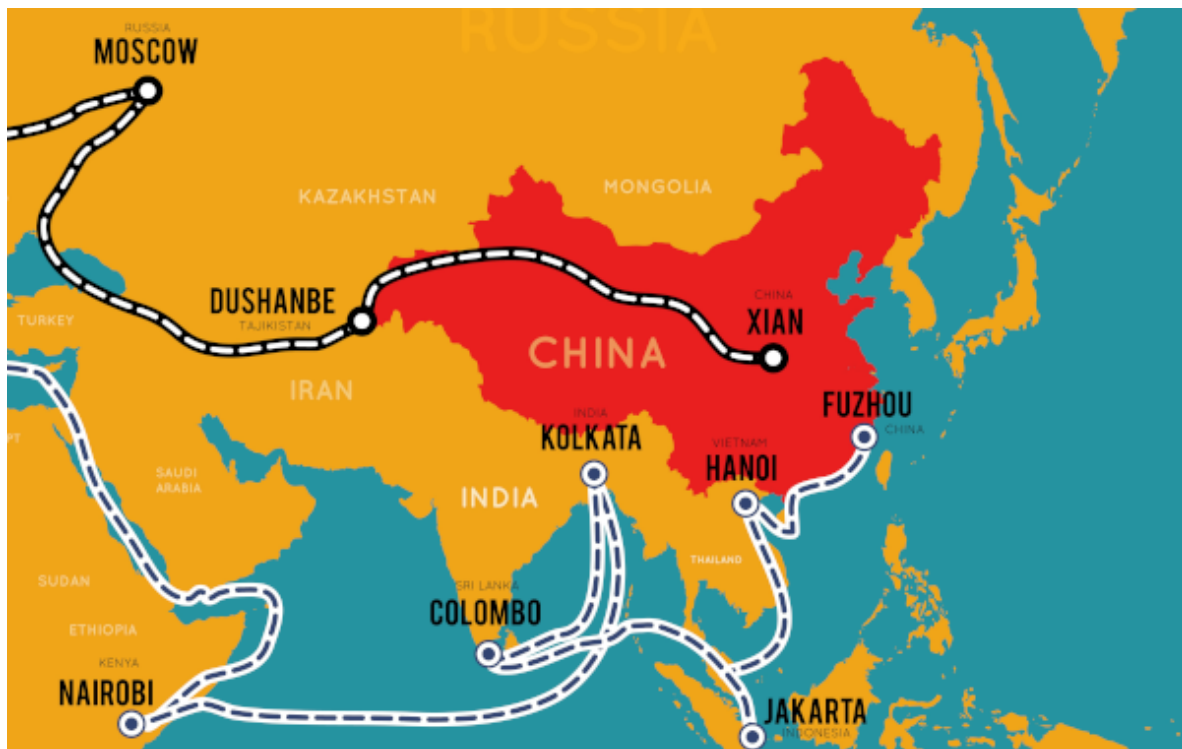 RUSSIA
RUSSIA
MOSCOW
KAZAKHSTAN
MONGOLIA
DUSHANBE
TAJIKISTAN
TURKEY
CHINA
XIAN
CHINA
IRAN
FUZHOU
CHINA
INDIA
KOLKATA
VIETNAM
HANOI
PT
SAUDI
ARABIA
INDIA
THAILAND
SUDAN
SRI LANKA
COLOMBO
ETHIOPIA
KENYA
NAIROBI
JAKARTA
INDONESIA